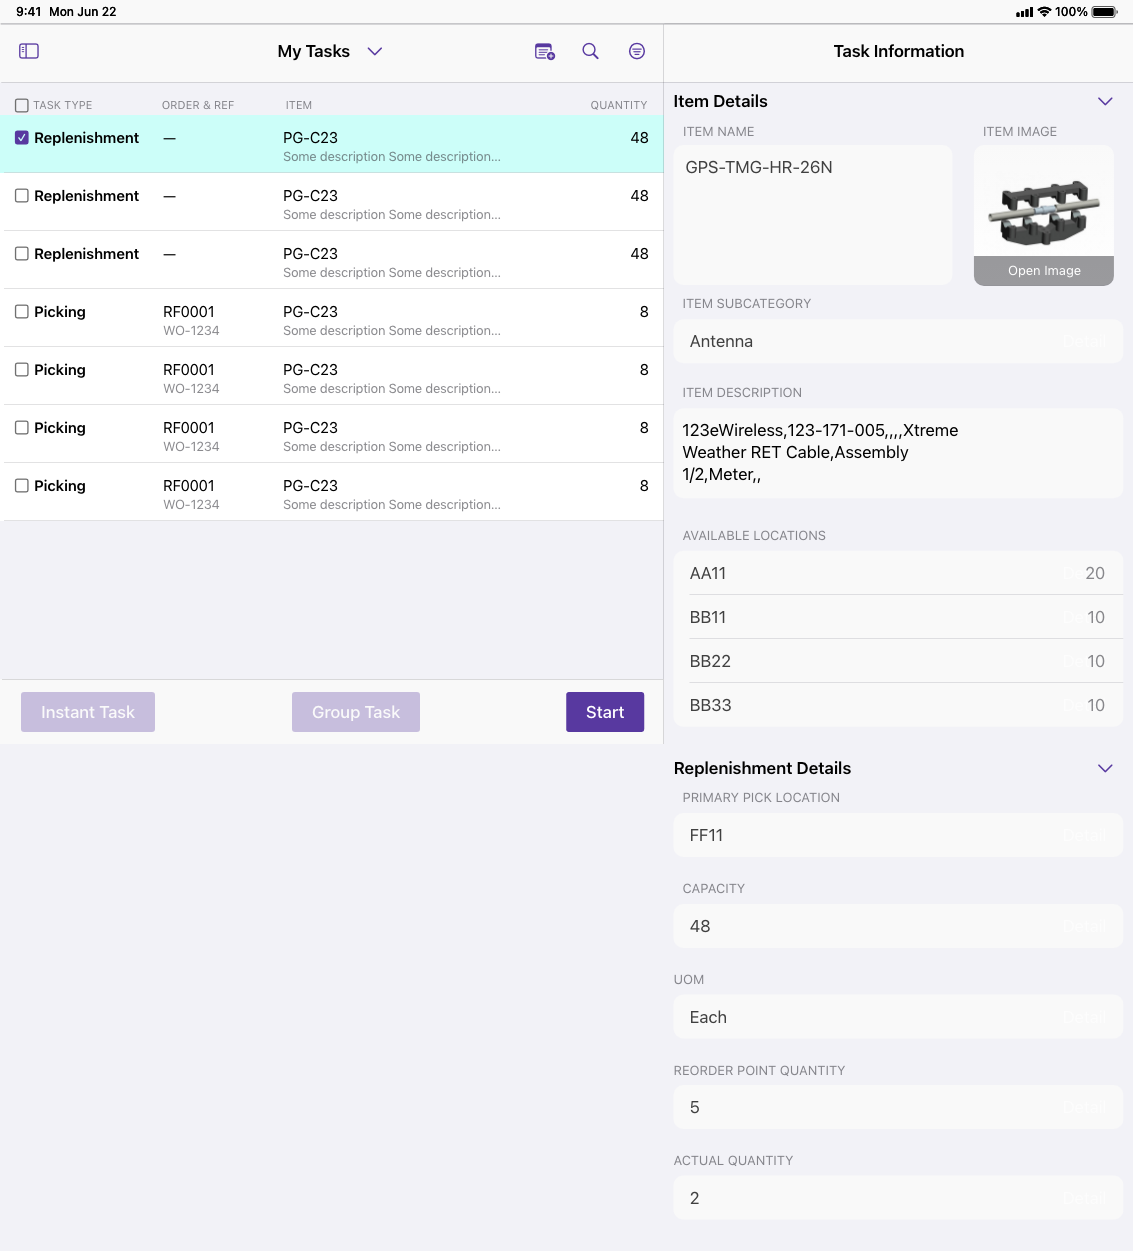 9:41 Mon Jun 22
100%
My Tasks
Task Information
TASK TYPE ORDER & REF ITEM QUANTITY
Replenishment — PG-C23 48
Some description Some description...
Replenishment — PG-C23 48
Some description Some description...
Replenishment — PG-C23 48
Some description Some description...
Picking RF0001 PG-C23 8
WO-1234 Some description Some description...
Picking RF0001 PG-C23 8
WO-1234 Some description Some description...
Picking RF0001 PG-C23 8
WO-1234 Some description Some description...
Picking RF0001 PG-C23 8
WO-1234 Some description Some description...
Instant Task Group Task Start
Item Details
ITEM NAME ITEM IMAGE
GPS-TMG-HR-26N
Open Image
ITEM SUBCATEGORY
Antenna Detail
ITEM DESCRIPTION
123eWireless,123-171-005,,,,Xtreme
Weather RET Cable,Assembly
1/2,Meter,,
AVAILABLE LOCATIONS
AA11 20
BB11 10
BB22 10
BB33 10
Replenishment Details
PRIMARY PICK LOCATION
FF11 Detail
CAPACITY
48 Detail
UOM
Each Detail
REORDER POINT QUANTITY
5 Detail
ACTUAL QUANTITY
2 Detail